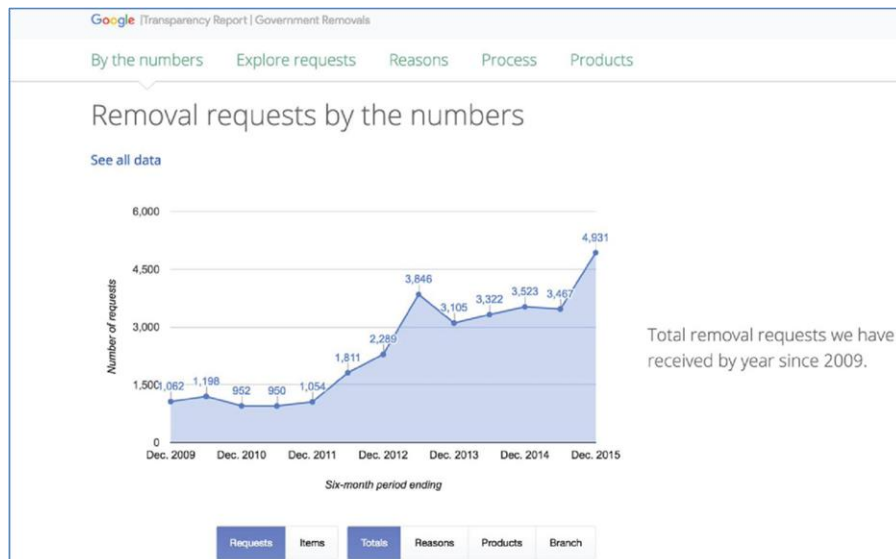 Google | Transparency Report | Government Removals
By the numbers Explore requests Reasons Process Products
Removal requests by the numbers
See all data
6,000
4,500
3,000
1,500
0
Number of requests
1,062
1,198
952
950
1,054
1,811
2,289
3,846
3,105
3,322
3,523
3,467
4,931
Dec. 2009 Dec. 2010 Dec. 2011 Dec. 2012 Dec. 2013 Dec. 2014 Dec. 2015
Six-month period ending
Total removal requests we have
received by year since 2009.
Requests Items Totals Reasons Products Branch